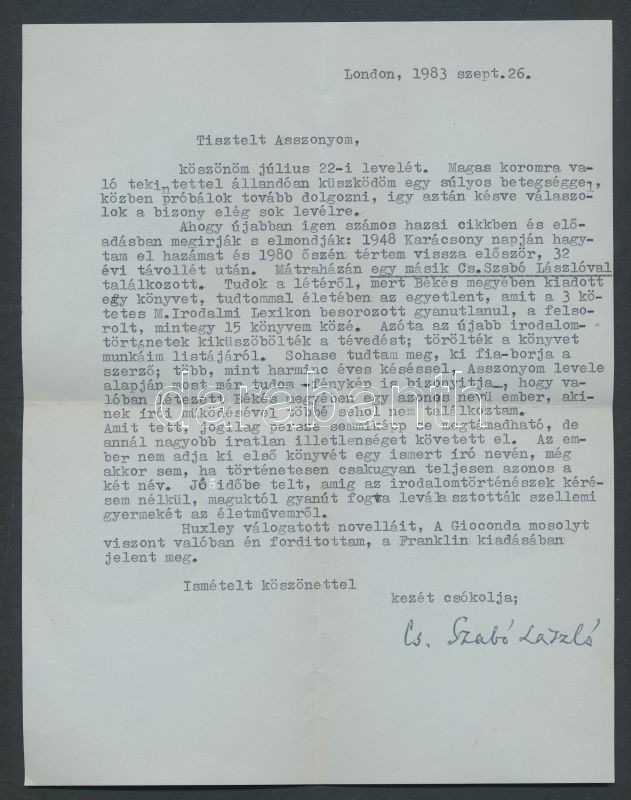 London, 1983 szept.26.
Tisztelt Asszonyom,
köszönöm július 22-i levelét. Magas koromra va-
ló tekintettel állandóan küszködöm egy súlyos betegséggel,
közben próbálok tovább dolgozni, igy aztán késve válaszo-
lok a bizony elég sok levélre.
Ahogy újabban igen számos hazai cikkben és elő-
adásban megirják s elmondják: 1948 Karácsony napján hagy-
tam el hazámat és 1980 őszén tértem vissza először, 32
évi távollét után. Mátraházán egy másik Cs.Szabó Lászlóval
találkozott. Tudok a létéről, mert Békés megyében kiadott
egy könyvet, tudtommal életében az egyetlent, amit a 3 kö-
tetes M.Irodalmi Lexikon besorozott gyanutlanul, a felso-
rolt, mintegy 15 könyvem közé. Azóta az újabb irodalom-
történetek kiküszöbölték a tévedést; törölték a könyvet
munkáim listájáról. Sohase tudtam meg, ki fia-borja a
szerző; több, mint harminc éves késéssel, Asszonyom levele
alapján most már tudom -fénykép is bizonyitja-, hogy va-
lóban létezett Békés megyében egy azonos nevü ember, aki-
nek írói működésével többé sehol nem találkoztam.
Amit tett, jogilag persze semmiképp se megtámadható, de
annál nagyobb iratlan illetlenséget követett el. Az em-
ber nem adja ki első könyvét egy ismert író nevén, még
akkor sem, ha történetesen csakugyan teljesen azonos a
két név. Jó időbe telt, amig az irodalomtörténészek kéré-
sem nélkül, maguktól gyanút fogva leválasztották szellemi
gyermekét az életművemről.
Huxley válogatott novelláit, A Gioconda mosolyt
viszont valóban én forditottam, a Franklin kiadásában
jelent meg.
Ismételt köszönettel
kezét csókolja;
Cs. Szabó László
darabanth